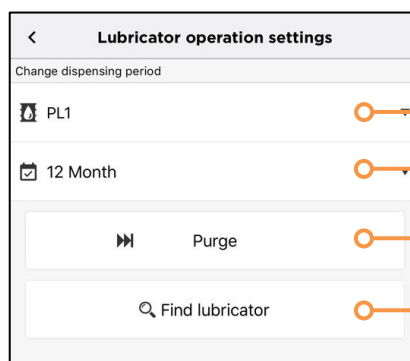 Lubricator operation settings
Change dispensing period
PL1
12 Month
Purge
Find lubricator